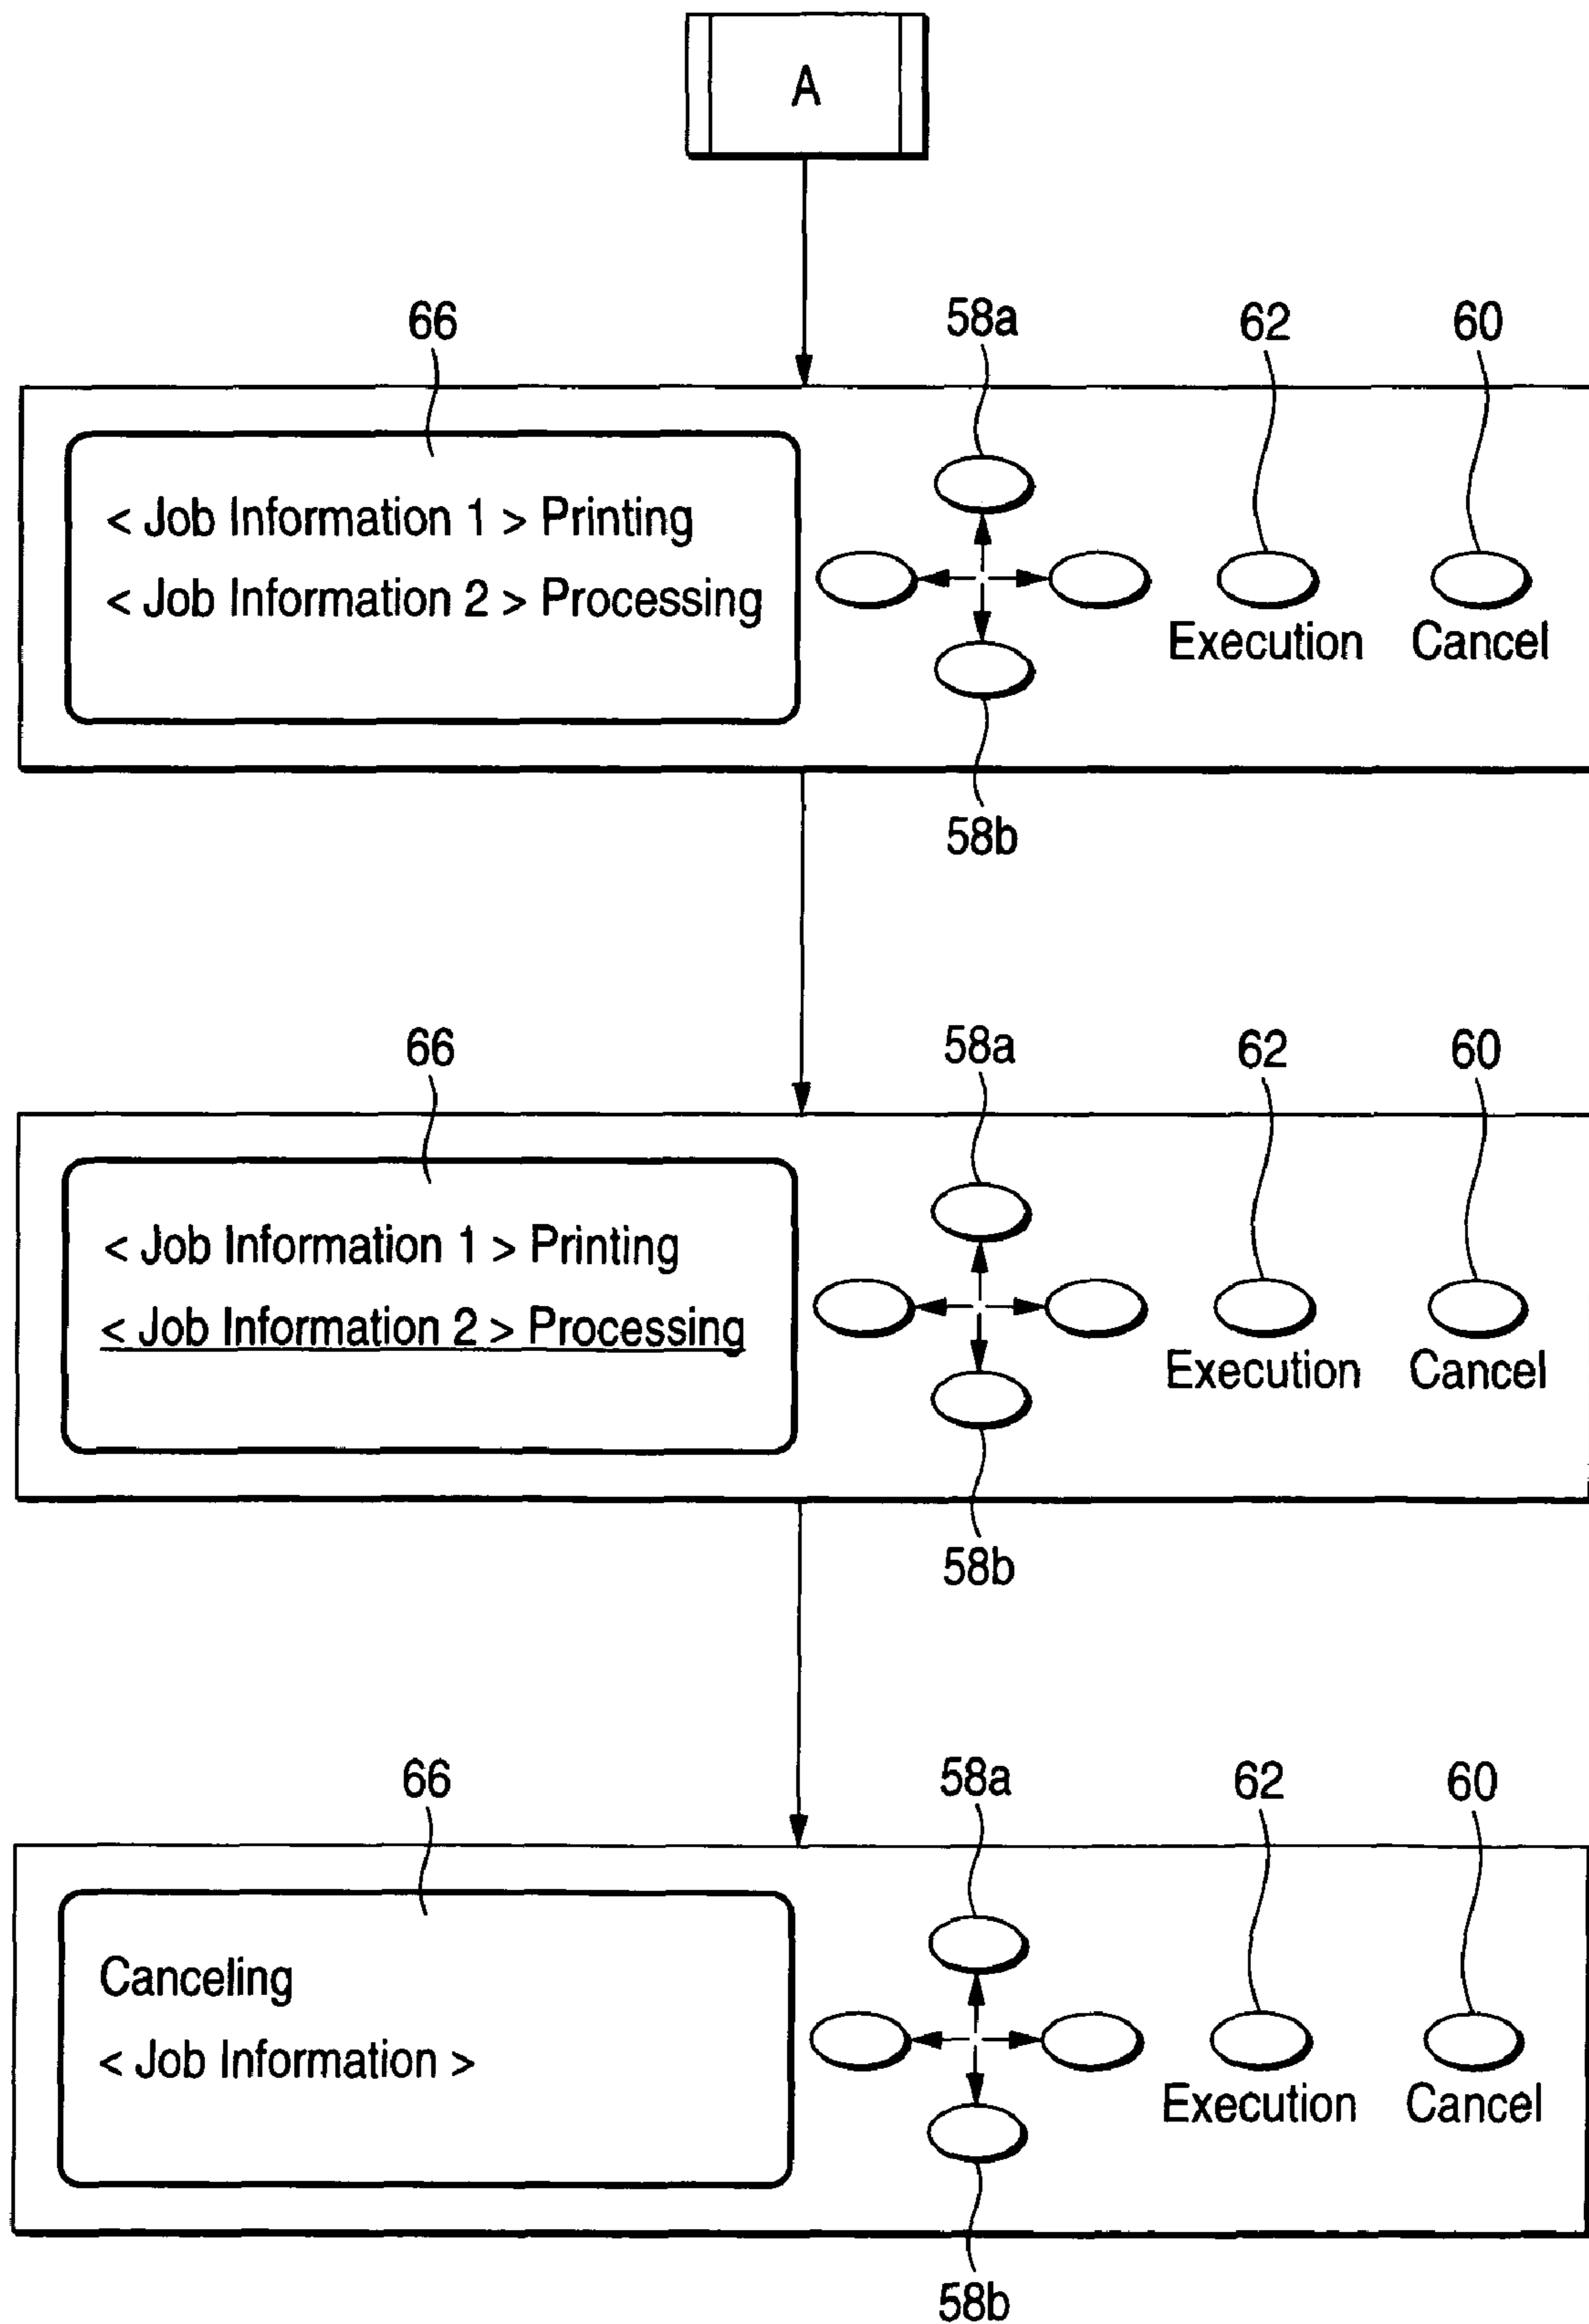 A
66 58a 62 60
< Job Information 1 > Printing
< Job Information 2 > Processing
Execution Cancel
58b
66 58a 62 60
< Job Information 1 > Printing
< Job Information 2 > Processing
Execution Cancel
58b
66 58a 62 60
Canceling
< Job Information >
Execution Cancel
58b